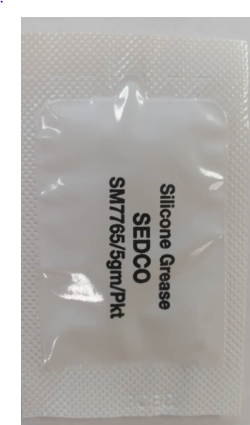 Silicone Grease
SEDCO
SM7765/5gm/Pkt